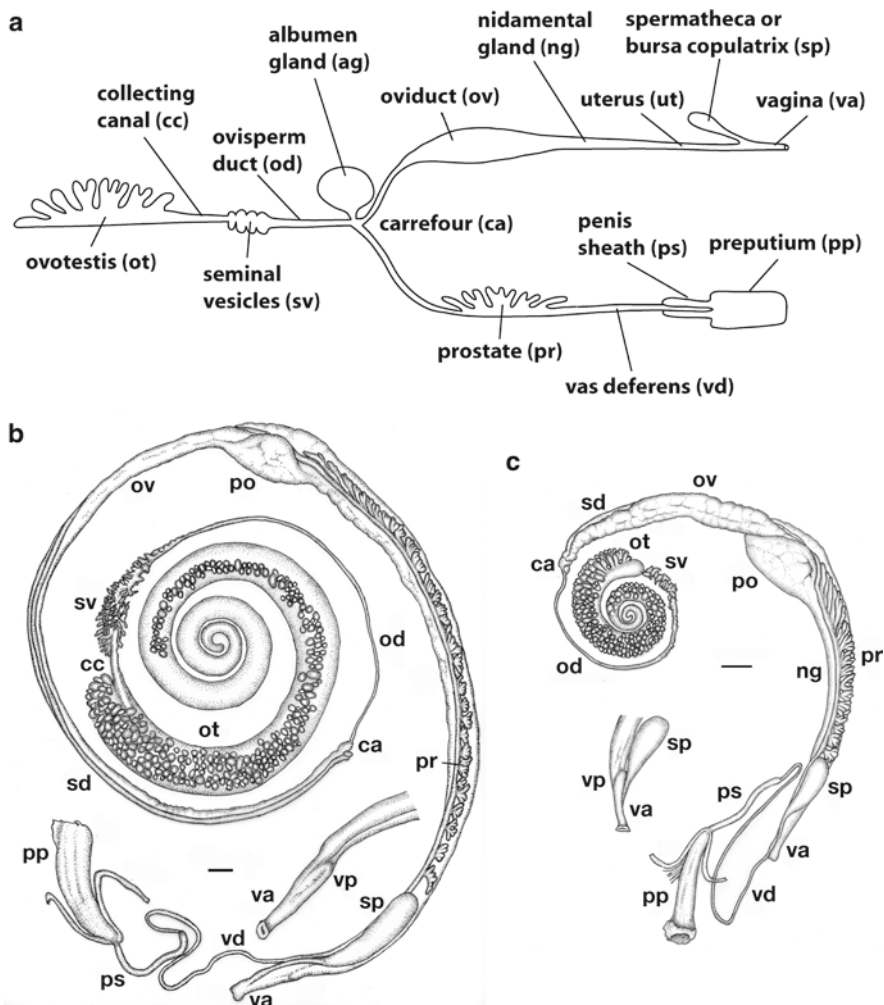 a
albumen
gland (ag)
nidamental
gland (ng)
spermatheca or
bursa copulatrix (sp)
collecting
canal (cc)
ovisperm
duct (od)
oviduct (ov)
uterus (ut)
vagina (va)
ovotestis (ot)
seminal
vesicles (sv)
carrefour (ca)
penis
sheath (ps)
preputium (pp)
prostate (pr)
vas deferens (vd)
b
ov
po
sv
cc
od
ot
ca
sd
pr
pp
va
vp
sp
vd
ps
va
c
ov
sd
ot
sv
ca
po
od
ng
pr
sp
vp
va
ps
sp
va
pp
vd